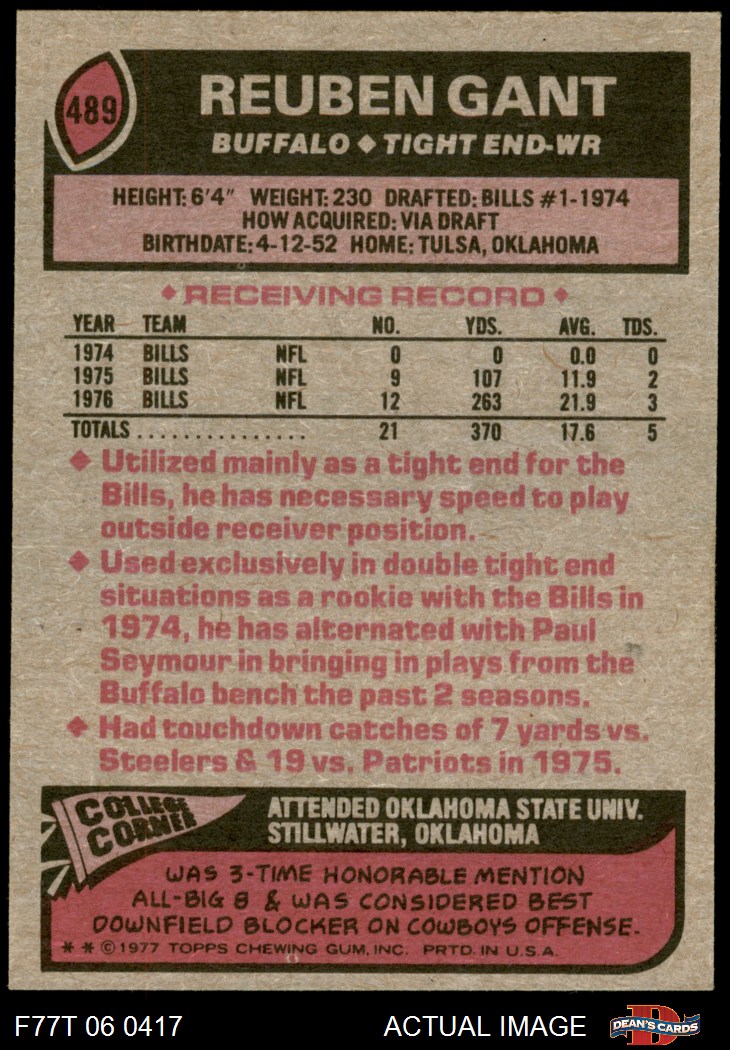 489
REUBEN GANT
BUFFALO ◆ TIGHT END-WR
HEIGHT: 6'4" WEIGHT: 230 DRAFTED: BILLS #1-1974
HOW ACQUIRED: VIA DRAFT
BIRTHDATE: 4-12-52 HOME: TULSA, OKLAHOMA
◆ RECEIVING RECORD ◆
YEAR TEAM NO. YDS. AVG. TDS.
1974 BILLS NFL 0 0 0.0 0
1975 BILLS NFL 9 107 11.9 2
1976 BILLS NFL 12 263 21.9 3
TOTALS ............... 21 370 17.6 5
◆ Utilized mainly as a tight end for the
Bills, he has necessary speed to play
outside receiver position.
◆ Used exclusively in double tight end
situations as a rookie with the Bills in
1974, he has alternated with Paul
Seymour in bringing in plays from the
Buffalo bench the past 2 seasons.
◆ Had touchdown catches of 7 yards vs.
Steelers & 19 vs. Patriots in 1975.
COLLEGE
CORNER
ATTENDED OKLAHOMA STATE UNIV.
STILLWATER, OKLAHOMA
WAS 3-TIME HONORABLE MENTION
ALL-BIG 8 & WAS CONSIDERED BEST
DOWNFIELD BLOCKER ON COWBOYS OFFENSE.
* * © 1977 TOPPS CHEWING GUM, INC. PRTD. IN U.S.A.
F77T 06 0417 ACTUAL IMAGE D DEAN'S CARDS